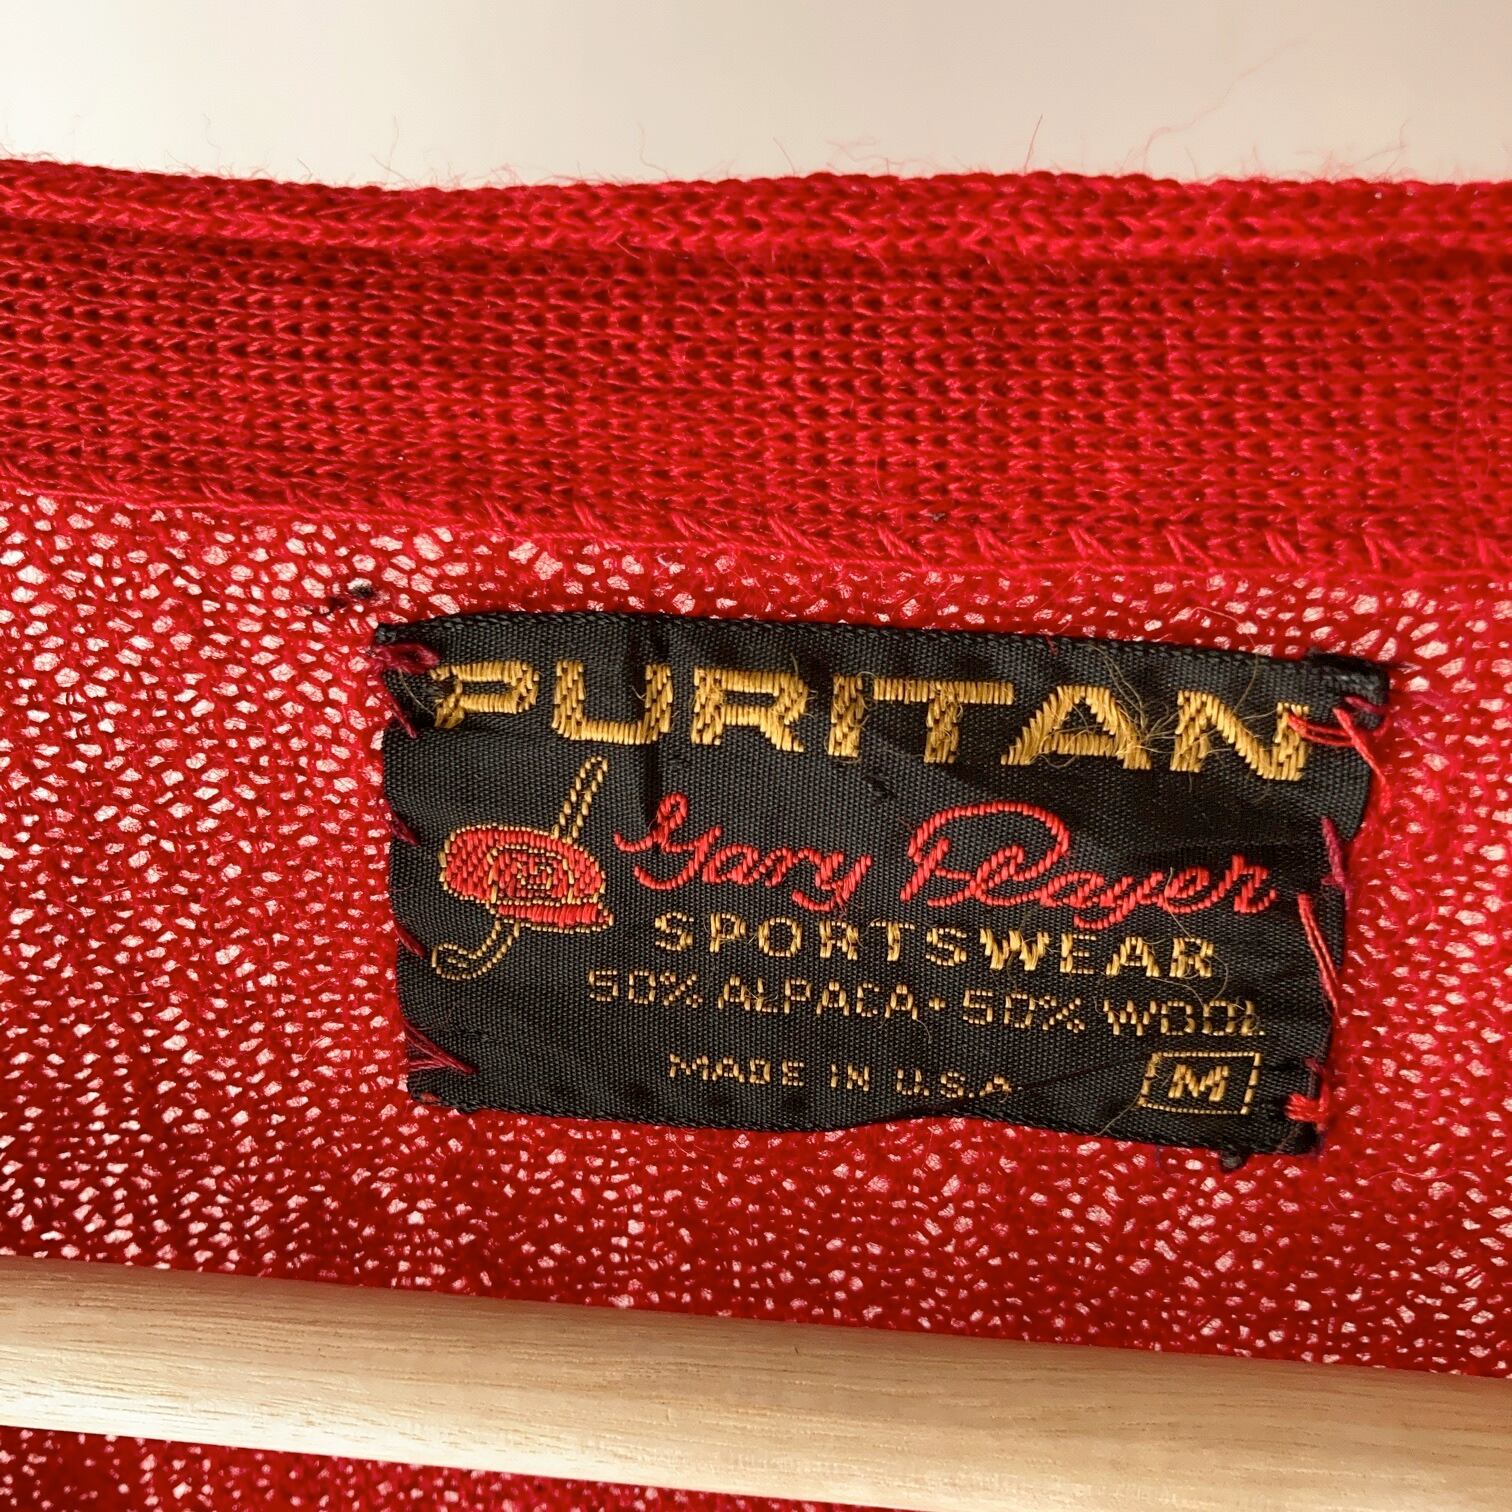 PURITAN
Gary Player
SPORTSWEAR
50% ALPACA • 50% WOOL
MADE IN U.S.A
M